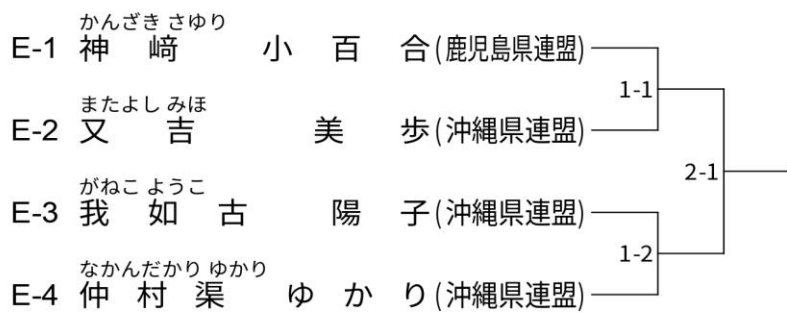 かんざき さゆり
E-1 神﨑 小百合(鹿児島県連盟)
1-1
またよし みほ
E-2 又吉 美歩(沖縄県連盟)
2-1
がねこ ようこ
E-3 我如古 陽子(沖縄県連盟)
1-2
なかんだかり ゆかり
E-4 仲村渠 ゆかり(沖縄県連盟)